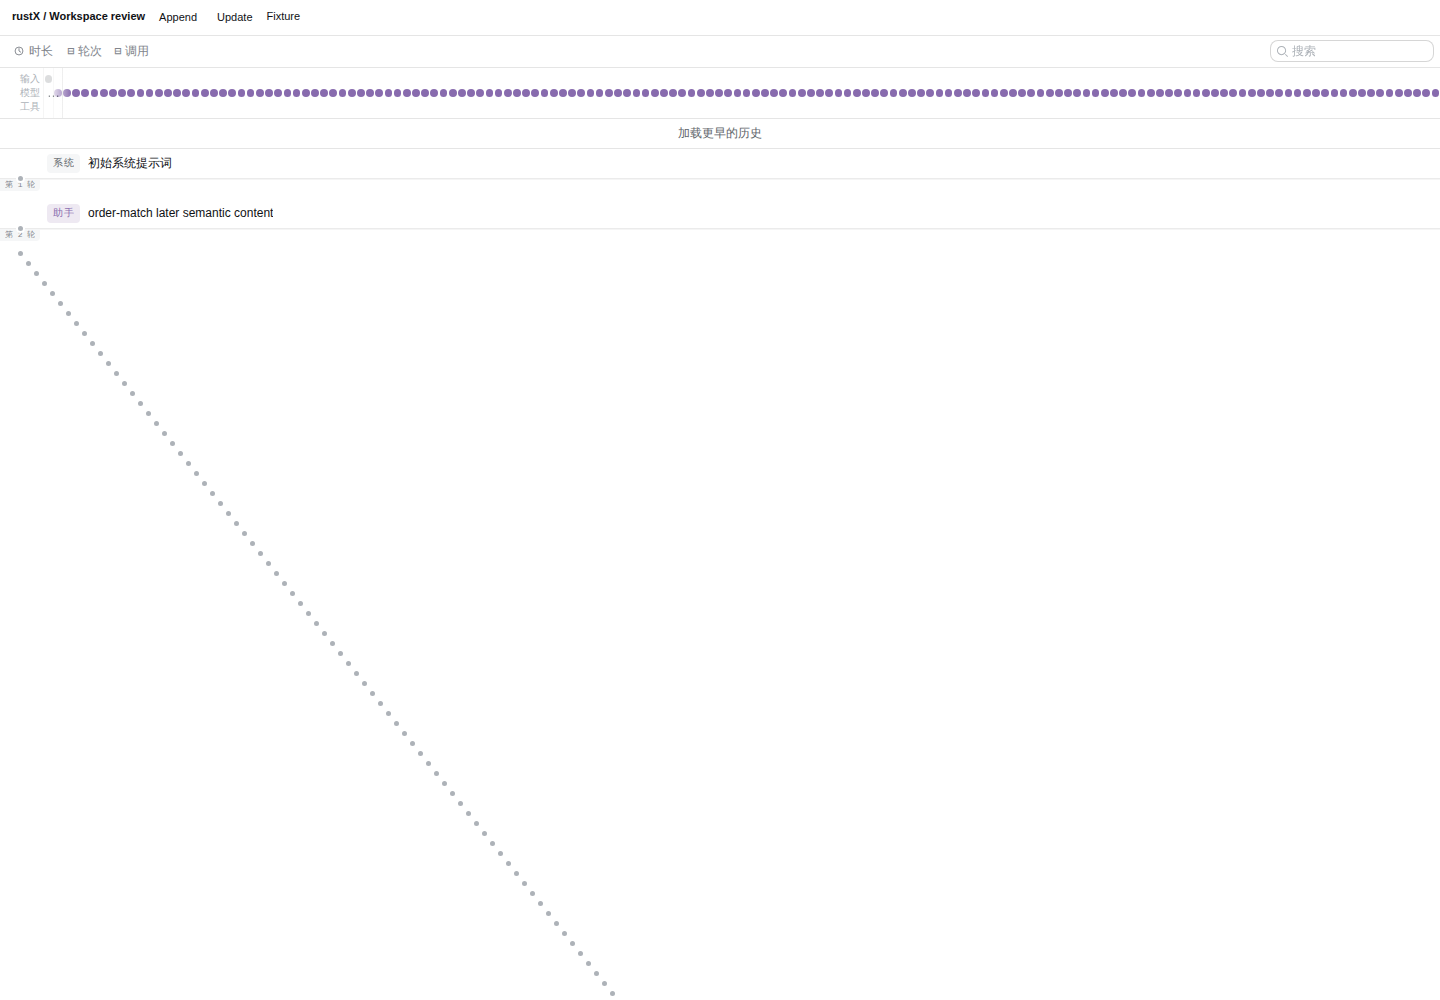 rustX / Workspace review Append Update Fixture
时长 轮次 调用 搜索
输入
模型
工具
加载更早的历史
系统 初始系统提示词
第 1 轮
助手 order-match later semantic content
第 2 轮